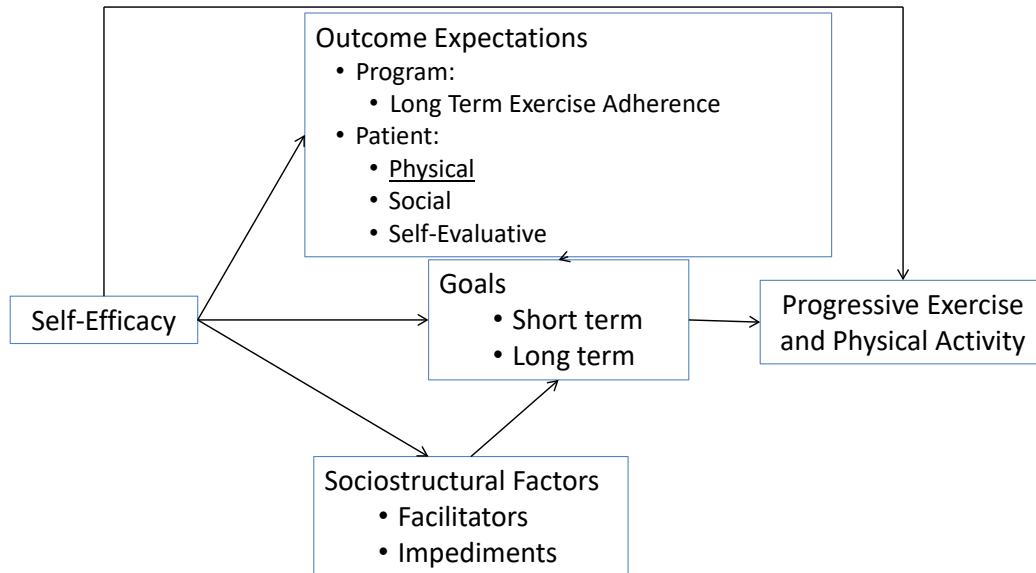 Outcome Expectations
• Program:
• Long Term Exercise Adherence
• Patient:
• Physical
• Social
• Self-Evaluative
Self-Efficacy
Goals
• Short term
• Long term
Progressive Exercise
and Physical Activity
Sociostructural Factors
• Facilitators
• Impediments